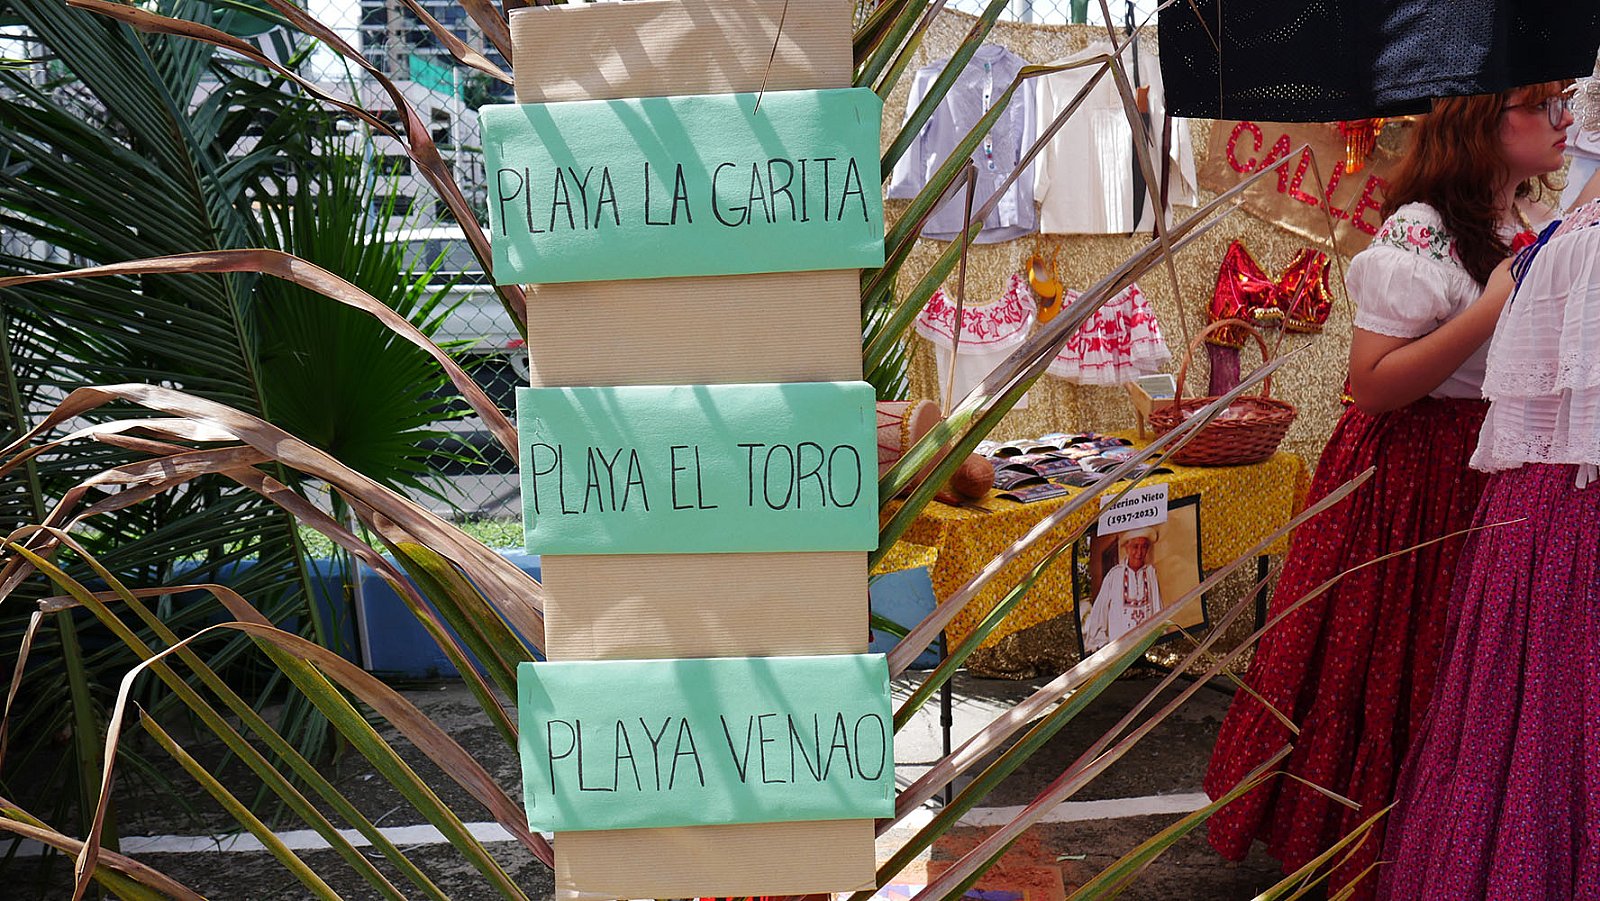 PLAYA LA GARITA
PLAYA EL TORO
PLAYA VENAO
CALLE
Nieto
(1937-2023)